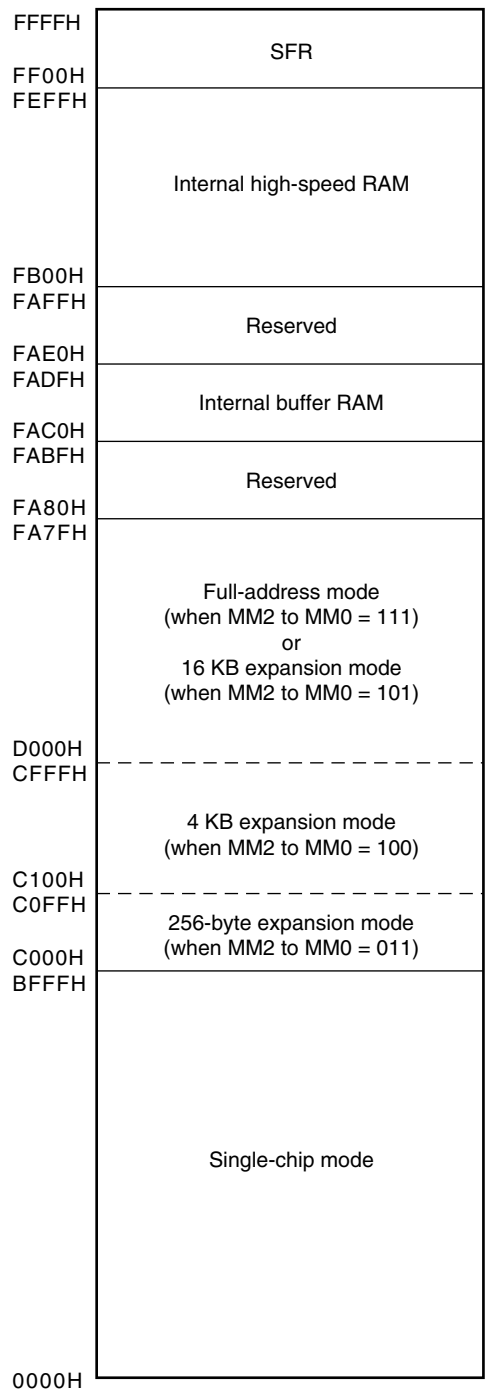 FFFFH
SFR
FF00H
FEFFH
Internal high-speed RAM
FB00H
FAFFH
Reserved
FAE0H
FADFH
Internal buffer RAM
FAC0H
FABFH
Reserved
FA80H
FA7FH
Full-address mode
(when MM2 to MM0 = 111)
or
16 KB expansion mode
(when MM2 to MM0 = 101)
D000H
CFFFH
4 KB expansion mode
(when MM2 to MM0 = 100)
C100H
C0FFH
256-byte expansion mode
(when MM2 to MM0 = 011)
C000H
BFFFH
Single-chip mode
0000H